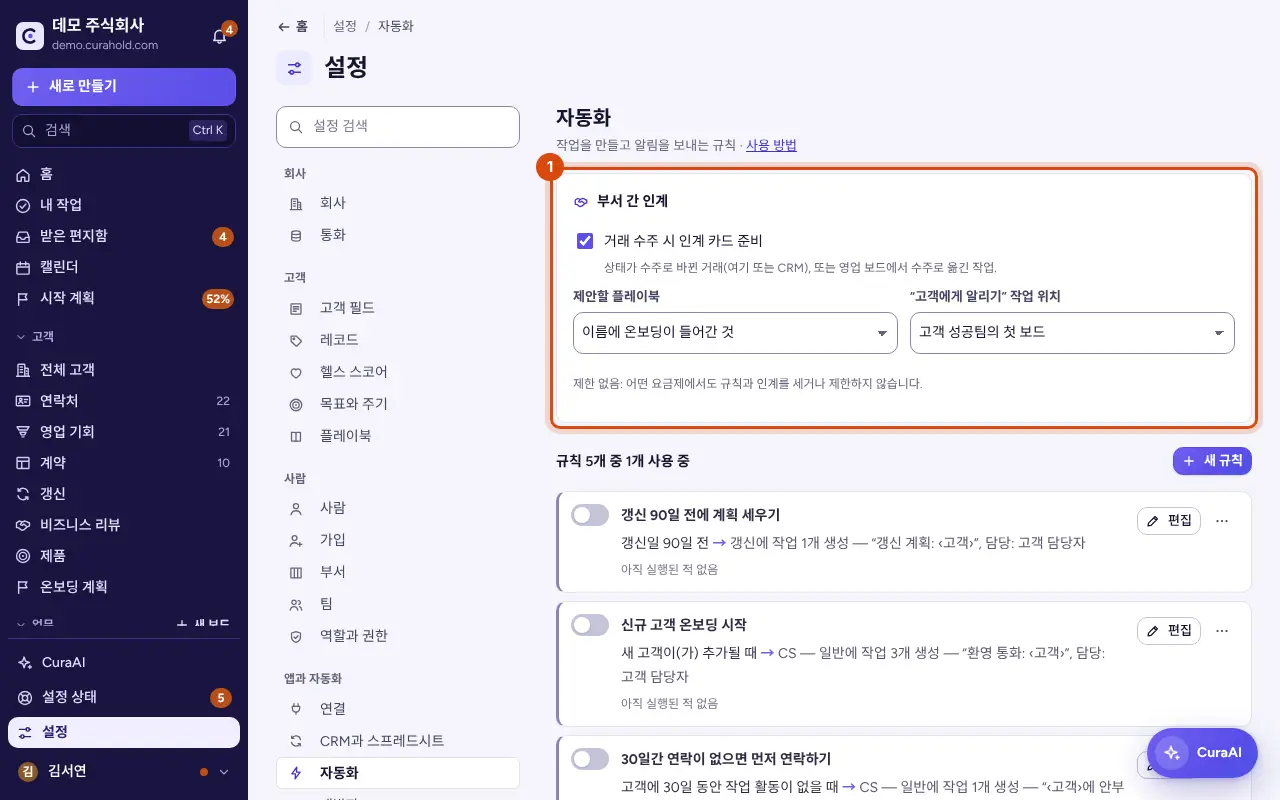 데모 주식회사
demo.curahold.com
4
새로 만들기
검색
Ctrl K
홈
내 작업
받은 편지함
4
캘린더
시작 계획
52%
고객
전체 고객
연락처
22
영업 기회
21
계약
10
갱신
비즈니스 리뷰
제품
온보딩 계획
업무
새 보드
CuraAI
설정 상태
5
설정
김
김서연
홈
설정 / 자동화
설정
설정 검색
회사
회사
통화
고객
고객 필드
레코드
헬스 스코어
목표와 주기
플레이북
사람
사람
가입
부서
팀
역할과 권한
앱과 자동화
연결
CRM과 스프레드시트
자동화
자동화
작업을 만들고 알림을 보내는 규칙 · 사용 방법
1
부서 간 인계
거래 수주 시 인계 카드 준비
상태가 수주로 바뀐 거래(여기 또는 CRM), 또는 영업 보드에서 수주로 옮긴 작업.
제안할 플레이북
이름에 온보딩이 들어간 것
“고객에게 알리기” 작업 위치
고객 성공팀의 첫 보드
제한 없음: 어떤 요금제에서도 규칙과 인계를 세거나 제한하지 않습니다.
규칙 5개 중 1개 사용 중
새 규칙
갱신 90일 전에 계획 세우기
갱신일 90일 전 → 갱신에 작업 1개 생성 — “갱신 계획: ‹고객›”, 담당: 고객 담당자
아직 실행된 적 없음
편집
신규 고객 온보딩 시작
새 고객이(가) 추가될 때 → CS — 일반에 작업 3개 생성 — “환영 통화: ‹고객›”, 담당:
고객 담당자
아직 실행된 적 없음
편집
30일간 연락이 없으면 먼저 연락하기
고객에 30일 동안 작업 활동이 없을 때 → CS — 일반에 작업 1개 생성 — “‹고객›에 안부
CuraAI